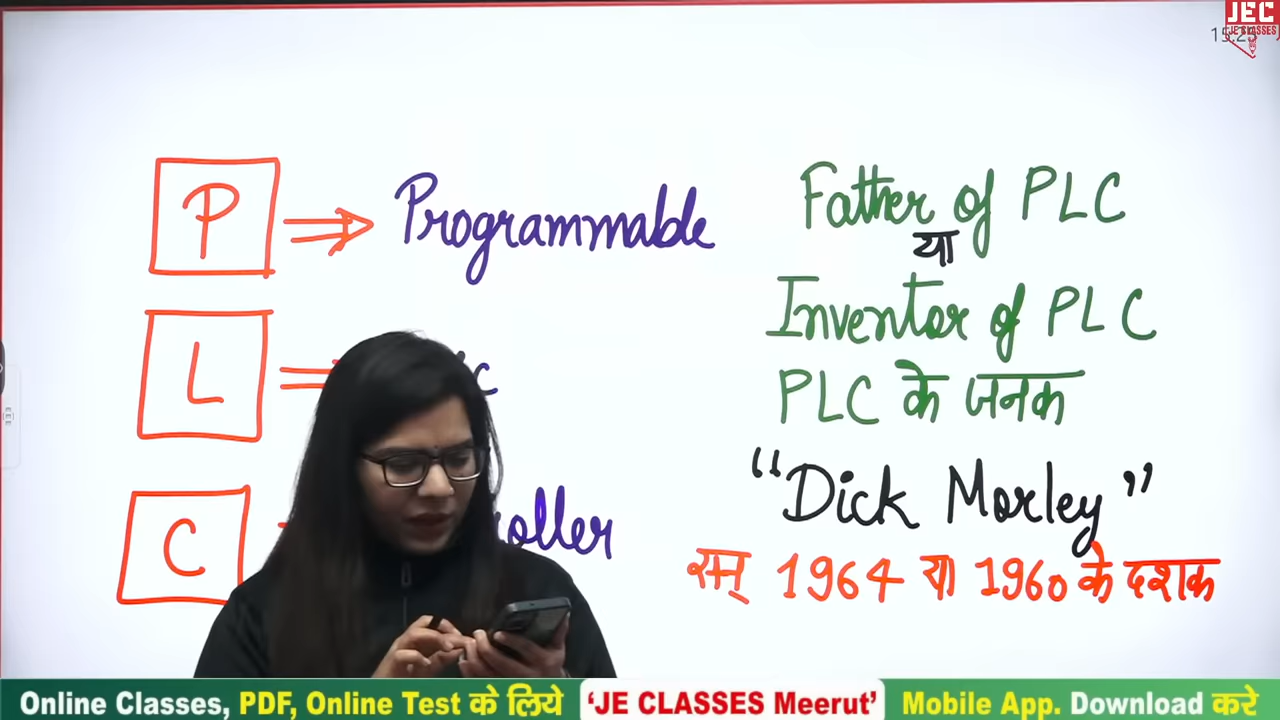 JEC
JE CLASSES
P ⇒ Programmable
L
C
Father of PLC
या
Inventor of PLC
PLC के जनक
“Dick Morley”
सन् 1964 या 1960 के दशक
Online Classes, PDF, Online Test के लिये ‘JE CLASSES Meerut’ Mobile App. Download करे